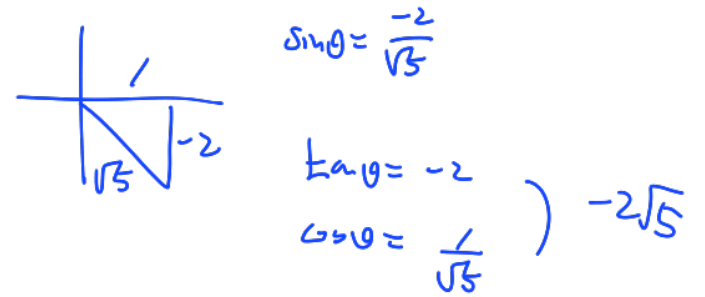 sinθ = -2/√5
1
-2
√5
tanθ = -2
cosθ = 1/√5
) -2√5